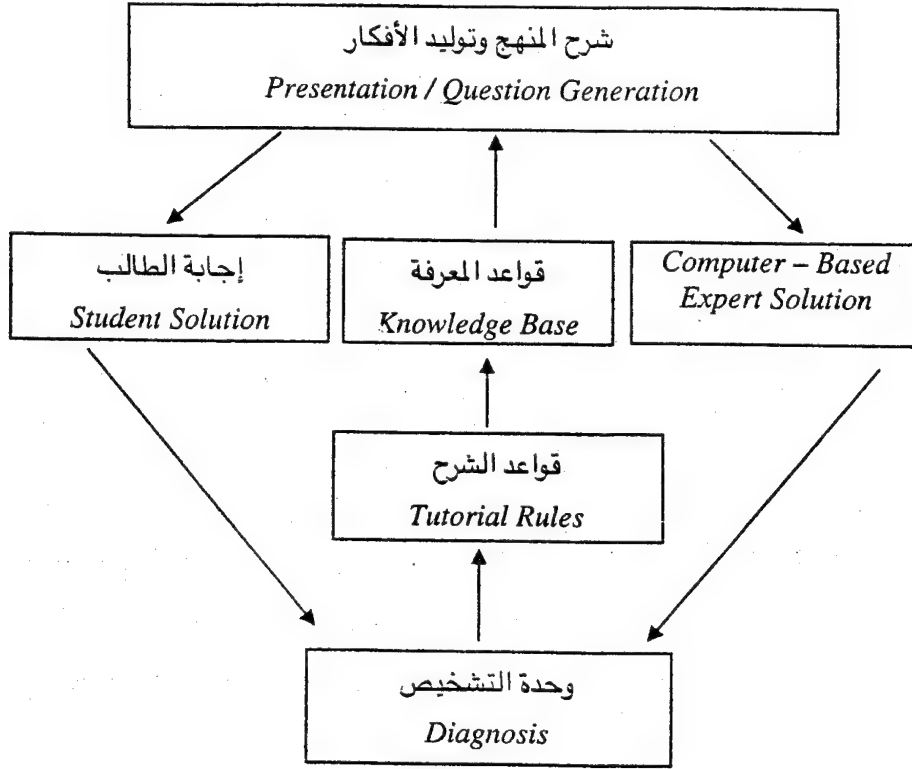 شرح المنهج وتوليد الأفكار
Presentation / Question Generation
إجابة الطالب
Student Solution
قواعد المعرفة
Knowledge Base
Computer – Based
Expert Solution
قواعد الشرح
Tutorial Rules
وحدة التشخيص
Diagnosis